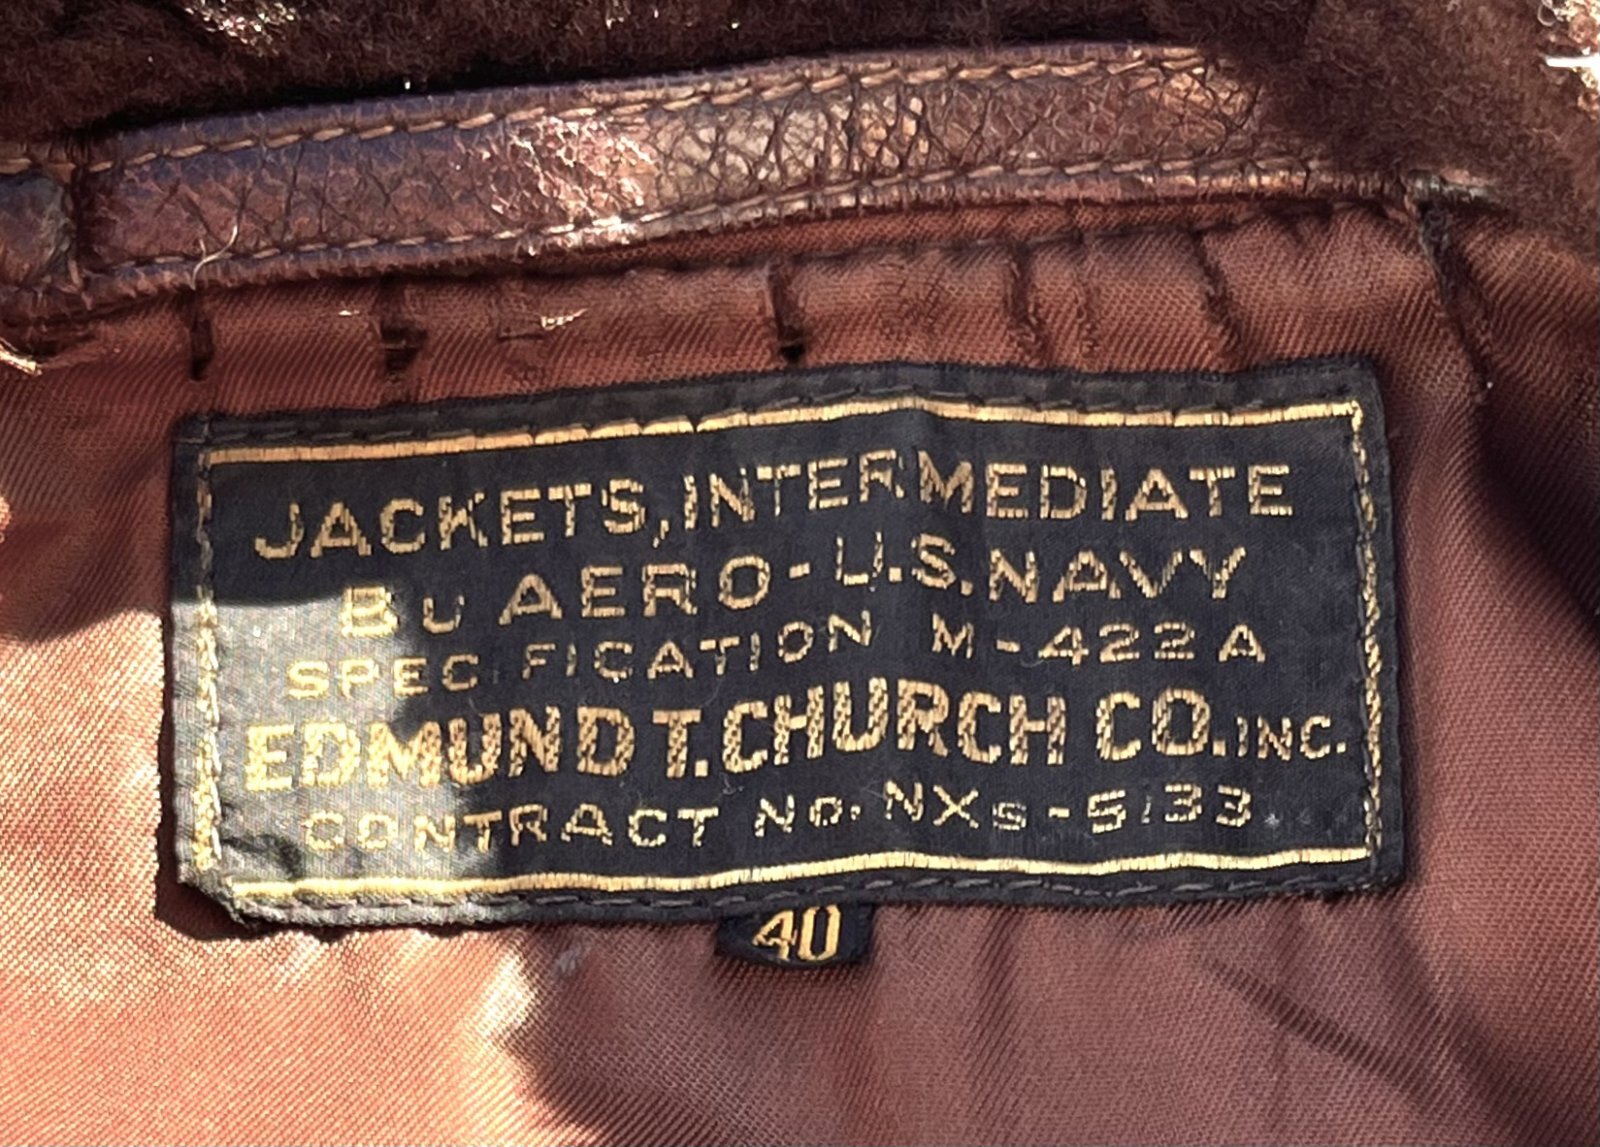 JACKETS, INTERMEDIATE
BU AERO - U.S. NAVY
SPECIFICATION M-422A
EDMUND T. CHURCH CO. INC.
CONTRACT NO. NXS-5133
40